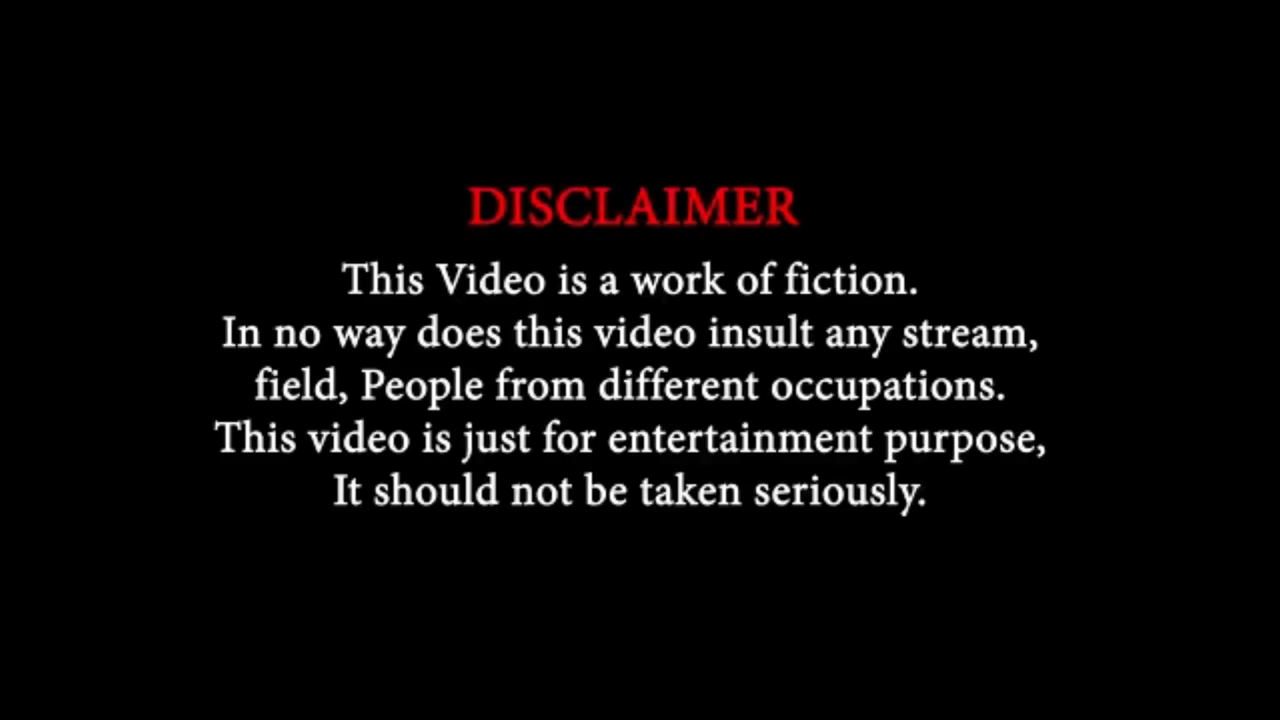 DISCLAIMER
This Video is a work of fiction.
In no way does this video insult any stream,
field, People from different occupations.
This video is just for entertainment purpose,
It should not be taken seriously.